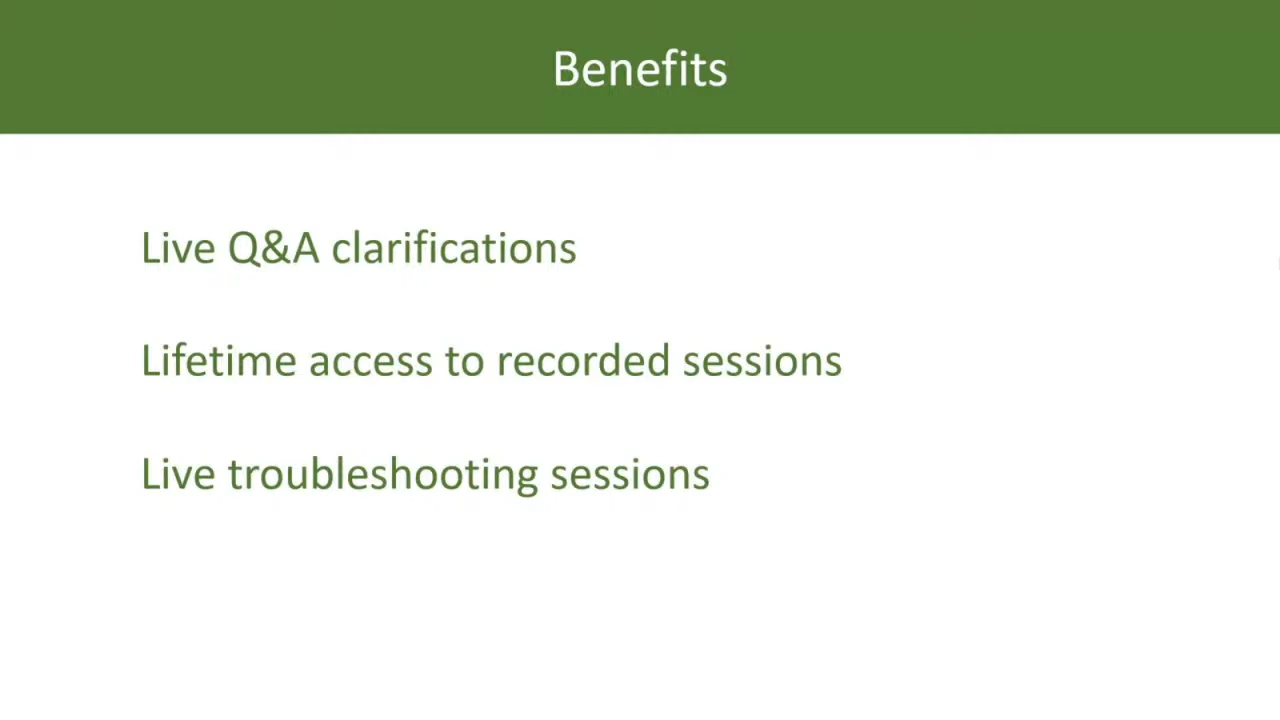 Benefits
Live Q&A clarifications
Lifetime access to recorded sessions
Live troubleshooting sessions